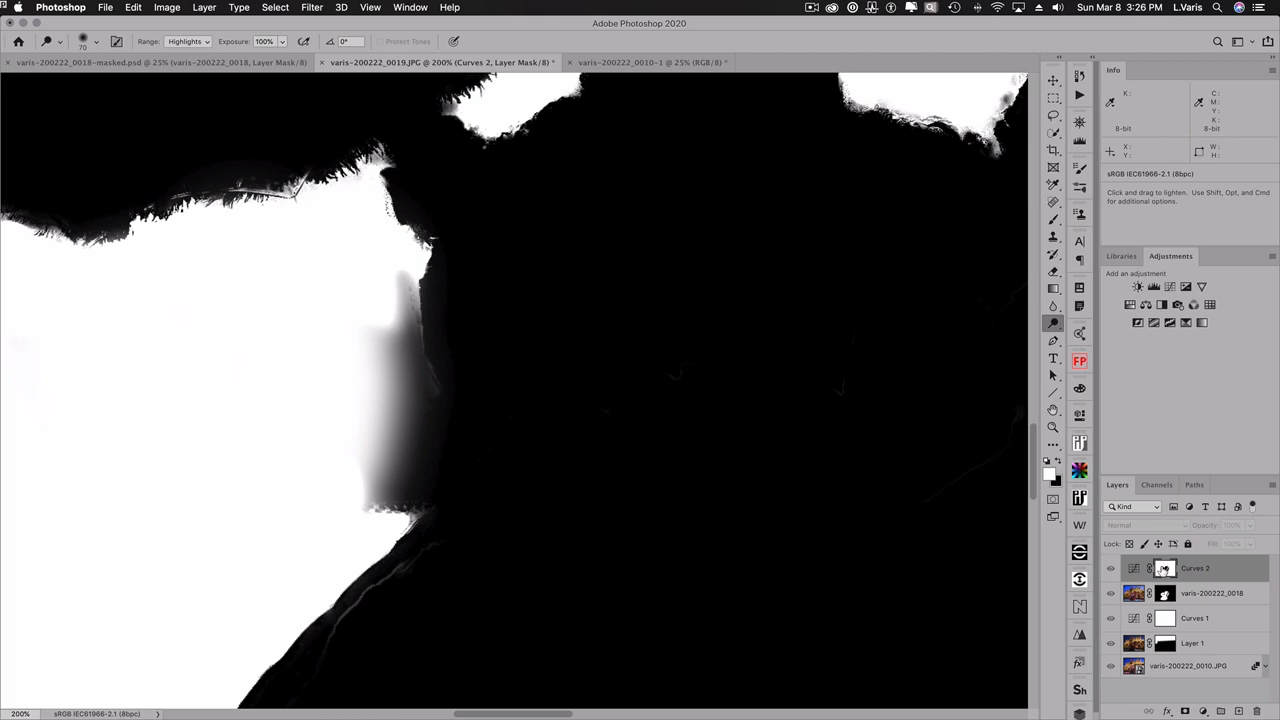 Photoshop File Edit Image Layer Type Select Filter 3D View Window Help Sun Mar 8 3:26 PM L.Varis
Adobe Photoshop 2020
70 Range: Highlights Exposure: 100% 0° Protect Tones
varis-200222_0018-masked.psd @ 25% (varis-200222_0018, Layer Mask/8) varis-200222_0019.JPG @ 200% (Curves 2, Layer Mask/8) * varis-200222_0010-1 @ 25% (RGB/8) *
Info
K: C:
M:
Y:
K:
8-bit 8-bit
X: W:
Y: H:
sRGB IEC61966-2.1 (8bpc)
Click and drag to lighten. Use Shift, Opt, and Cmd
for additional options.
Libraries Adjustments
Add an adjustment
A
T
FP
W!
N
fx
Sh
Layers Channels Paths
Kind T
Normal Opacity: 100%
Lock: Fill: 100%
Curves 2
varis-200222_0018
Curves 1
Layer 1
varis-200222_0010.JPG
fx
200% sRGB IEC61966-2.1 (8bpc)